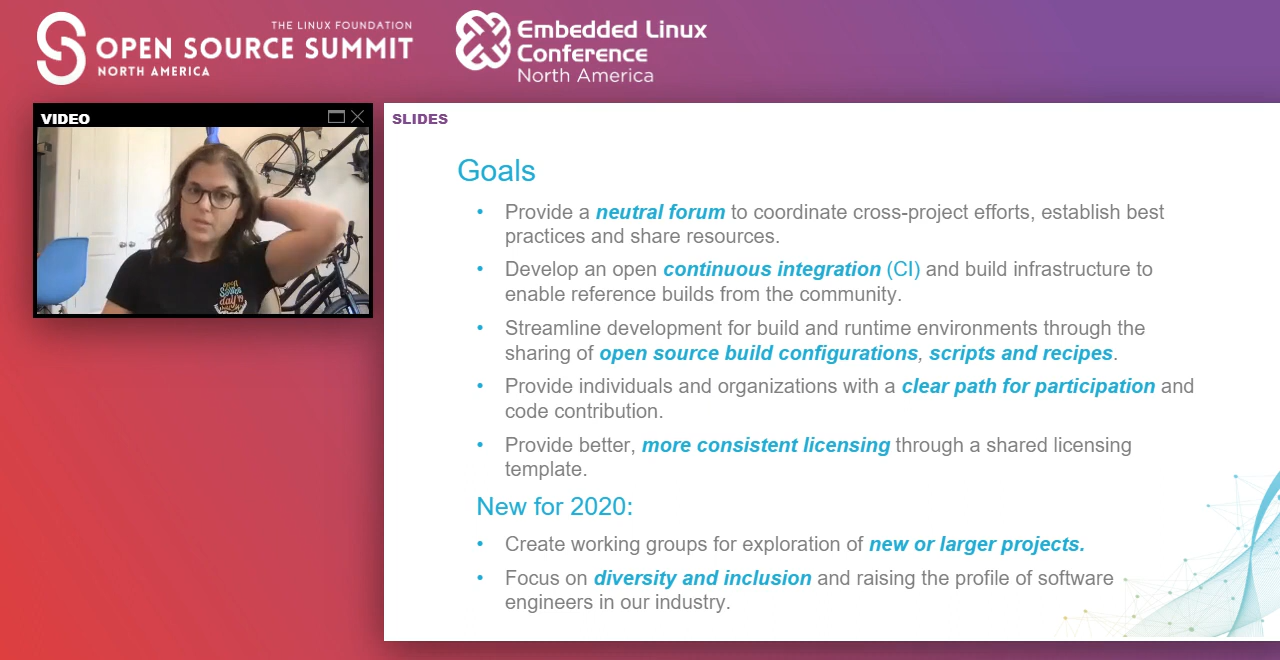 THE LINUX FOUNDATION
OPEN SOURCE SUMMIT
NORTH AMERICA
Embedded Linux
Conference
North America
VIDEO
SLIDES
open
Source
day
Goals
• Provide a neutral forum to coordinate cross-project efforts, establish best
practices and share resources.
• Develop an open continuous integration (CI) and build infrastructure to
enable reference builds from the community.
• Streamline development for build and runtime environments through the
sharing of open source build configurations, scripts and recipes.
• Provide individuals and organizations with a clear path for participation and
code contribution.
• Provide better, more consistent licensing through a shared licensing
template.
New for 2020:
• Create working groups for exploration of new or larger projects.
• Focus on diversity and inclusion and raising the profile of software
engineers in our industry.